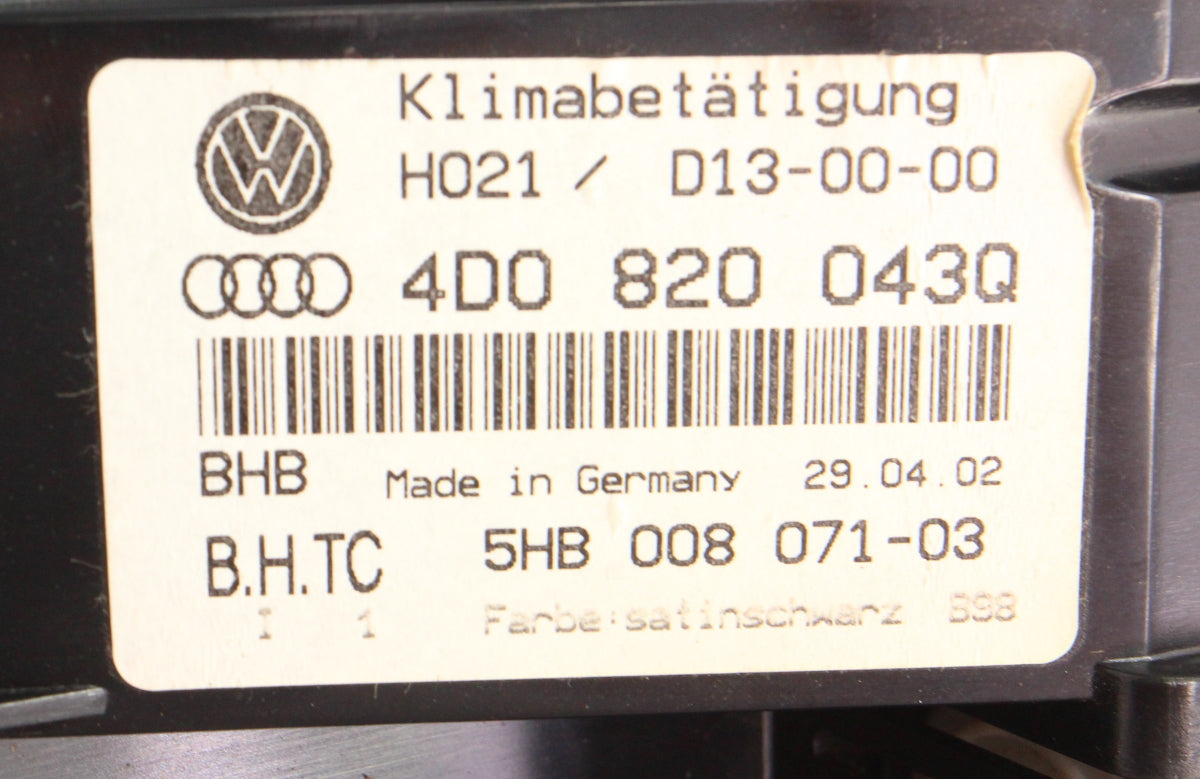 Klimabetätigung
H021 / D13-00-00
4D0 820 043Q
BHB Made in Germany 29.04.02
B.H.TC 5HB 008 071-03
I 1 Farbe:satinschwarz B98